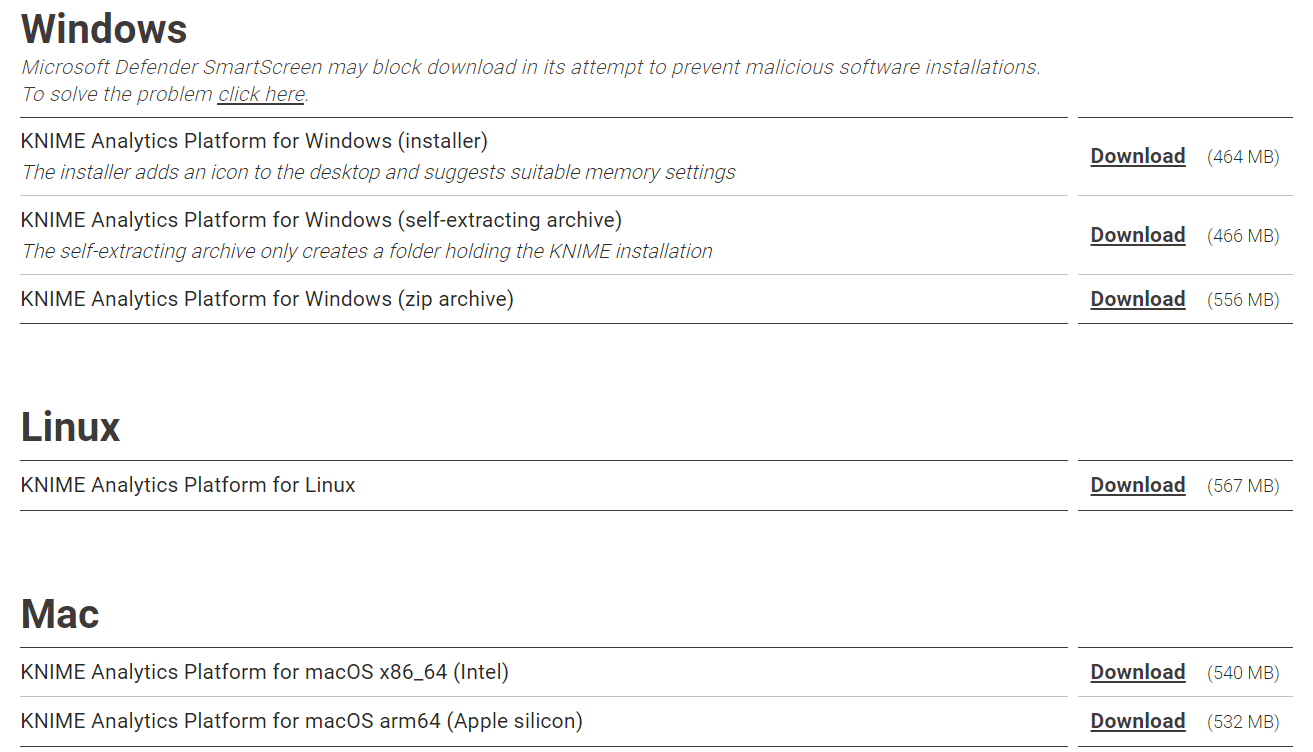 Windows
Microsoft Defender SmartScreen may block download in its attempt to prevent malicious software installations.
To solve the problem click here.
KNIME Analytics Platform for Windows (installer)
The installer adds an icon to the desktop and suggests suitable memory settings
Download (464 MB)
KNIME Analytics Platform for Windows (self-extracting archive)
The self-extracting archive only creates a folder holding the KNIME installation
Download (466 MB)
KNIME Analytics Platform for Windows (zip archive) Download (556 MB)
Linux
KNIME Analytics Platform for Linux Download (567 MB)
Mac
KNIME Analytics Platform for macOS x86_64 (Intel) Download (540 MB)
KNIME Analytics Platform for macOS arm64 (Apple silicon) Download (532 MB)